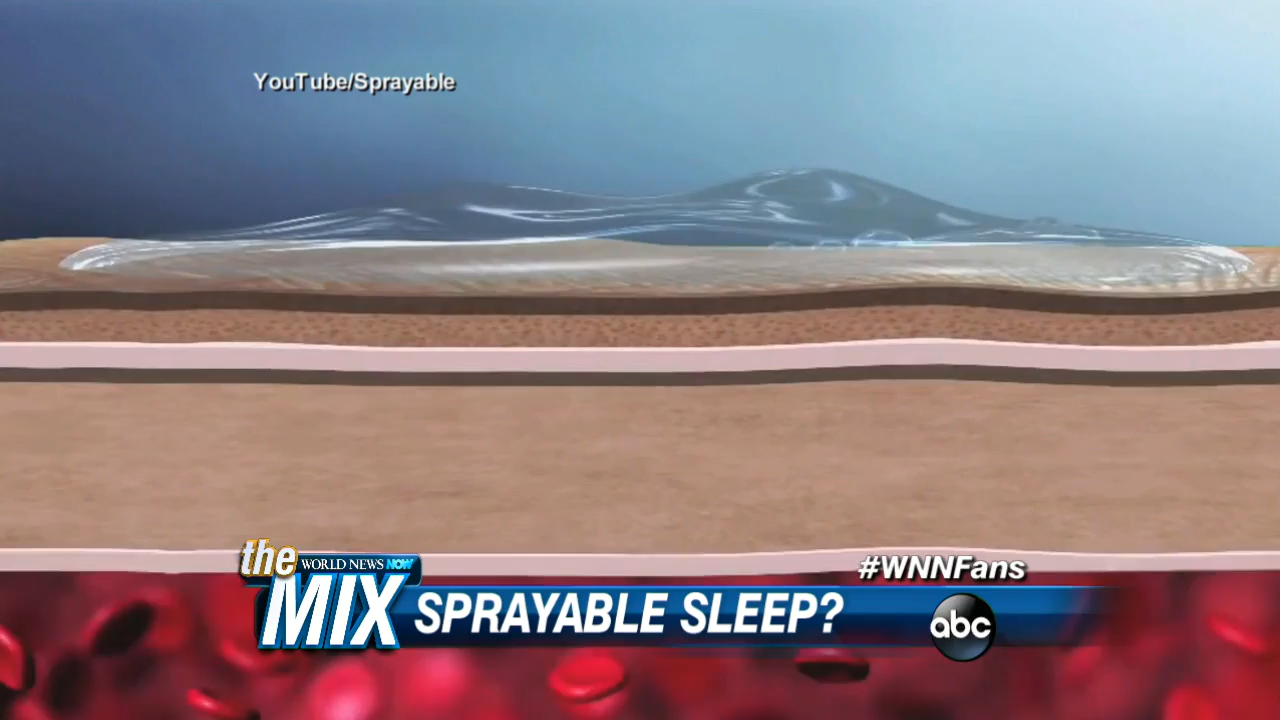 YouTube/Sprayable
the
WORLD NEWS NOW
MIX
#WNNFans
SPRAYABLE SLEEP?
abc